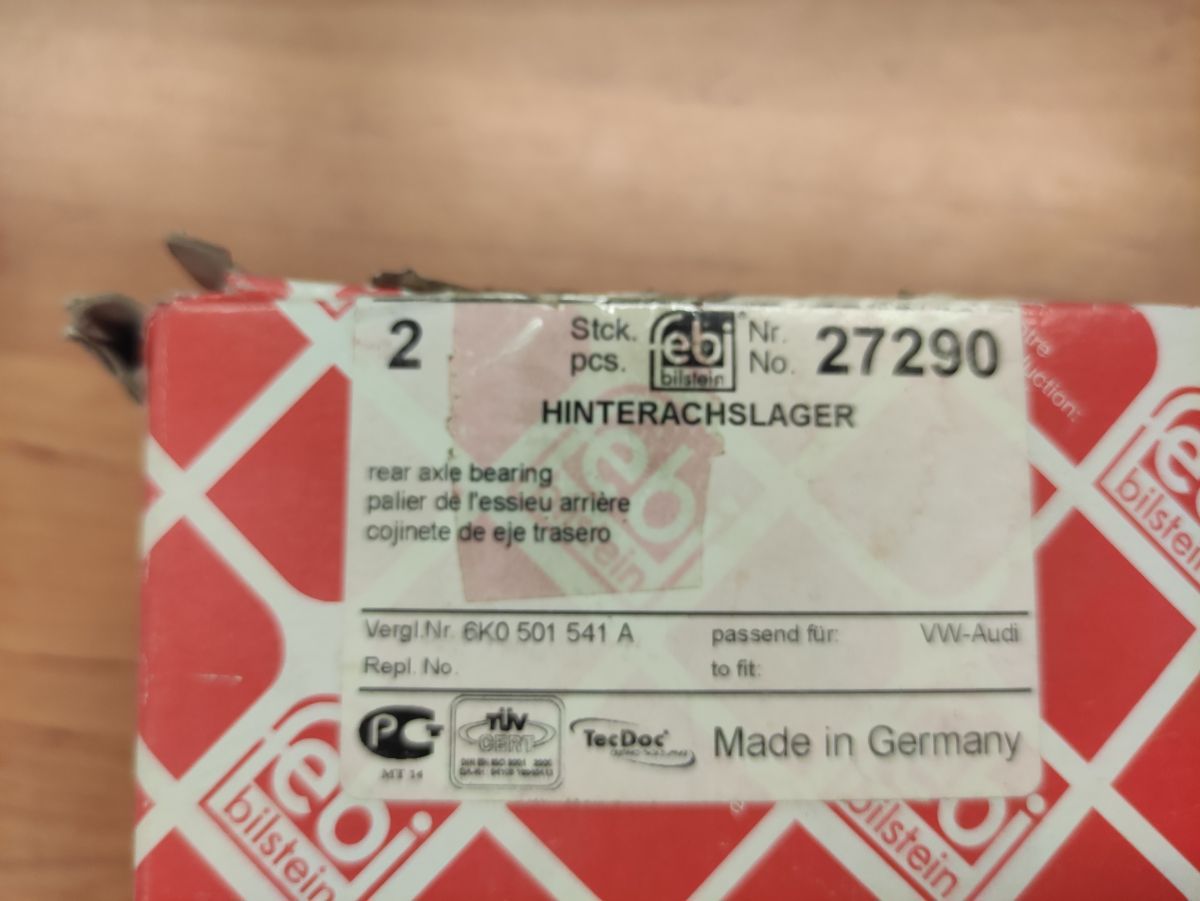 2 Stck. febi Nr. 27290
pcs. bilstein No.
HINTERACHSLAGER
rear axle bearing
palier de l'essieu arrière
cojinete de eje trasero
Vergl.Nr. 6K0 501 541 A passend für: VW-Audi
Repl. No. to fit:
TÜV
CERT
TecDoc
Made in Germany
MT 14
febi
bilstein
febi
bilstein
febi
bilstein
febi
bilstein